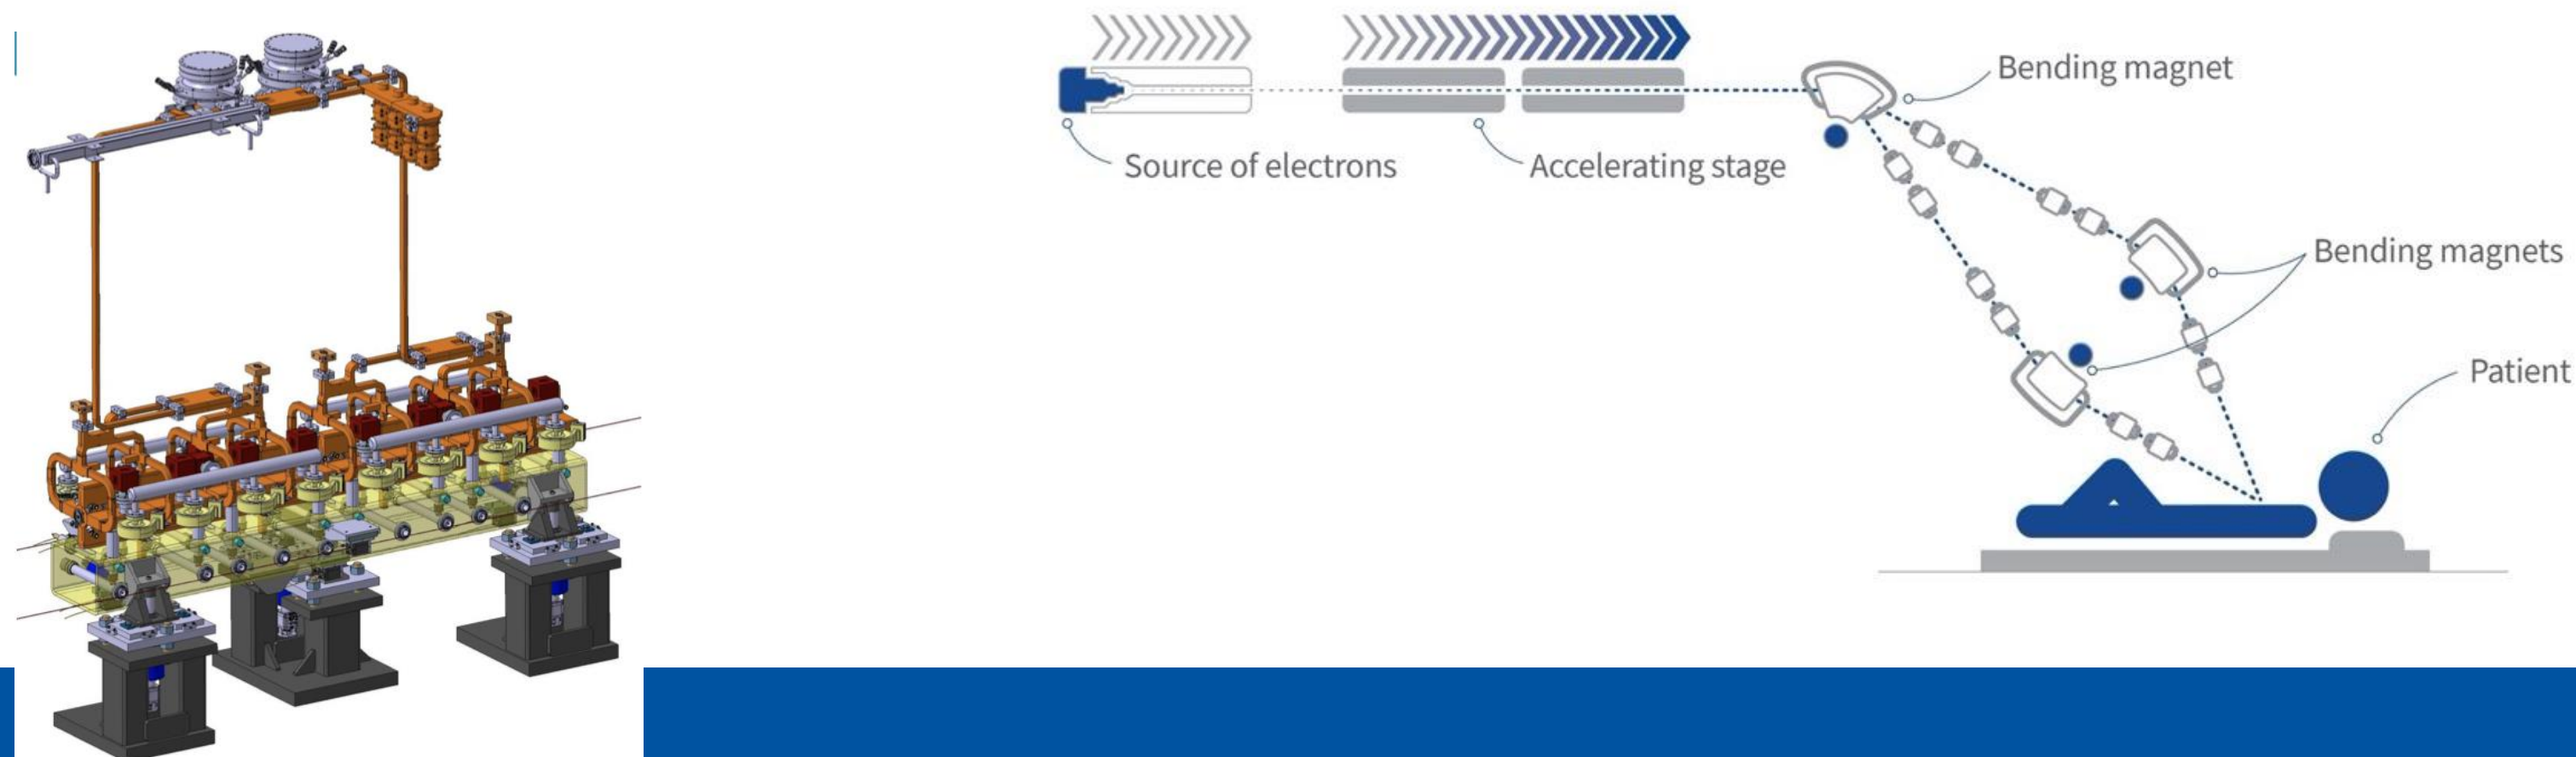 Bending magnet
Source of electrons
Accelerating stage
Bending magnets
Patient